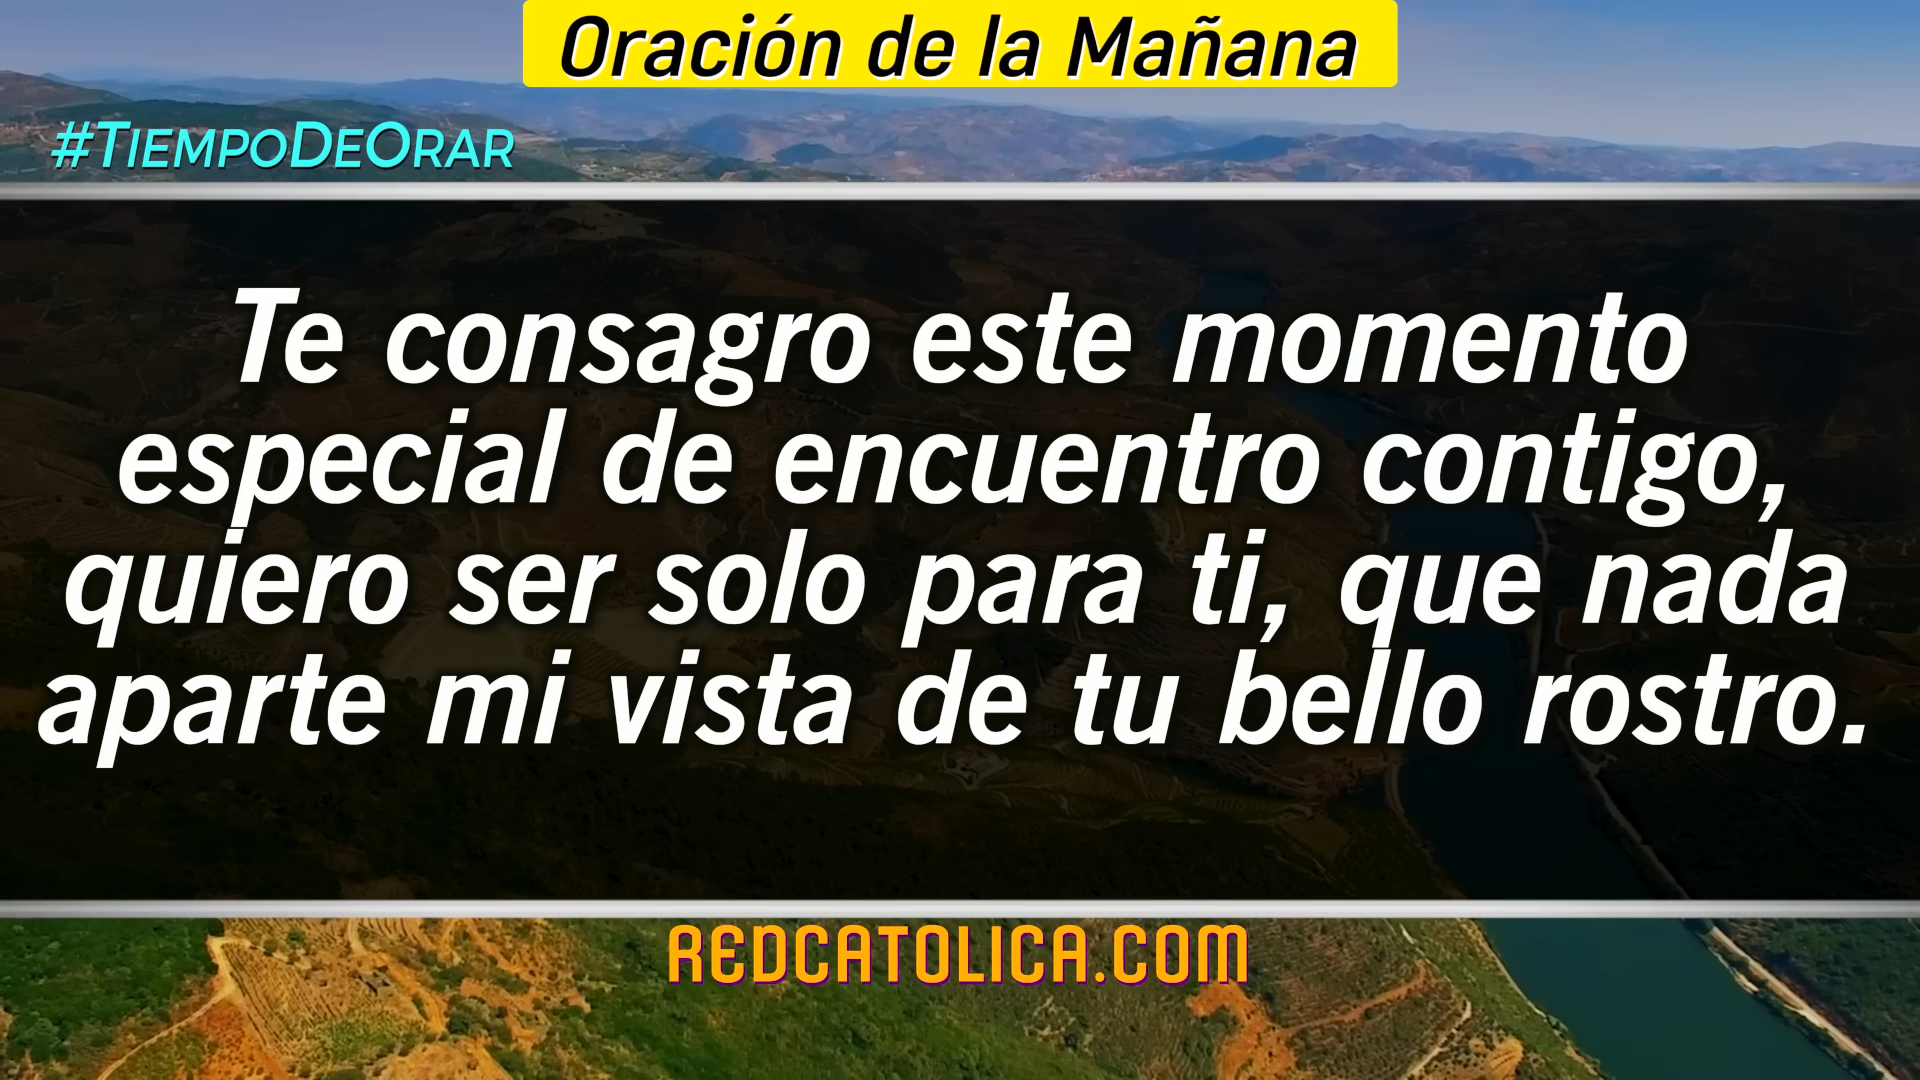 Oración de la Mañana
#TiempoDeOrar
Te consagro este momento
especial de encuentro contigo,
quiero ser solo para ti, que nada
aparte mi vista de tu bello rostro.
REDCATOLICA.COM